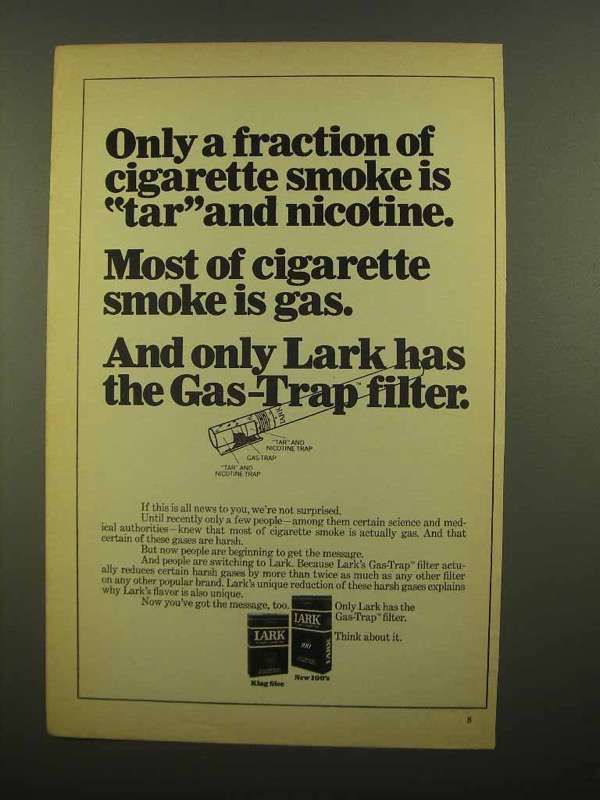 Only a fraction of
cigarette smoke is
“tar” and nicotine.
Most of cigarette
smoke is gas.
And only Lark has
the Gas-Trap™ filter.
LARK
"TAR" AND
NICOTINE TRAP
GAS-TRAP
"TAR" AND
NICOTINE TRAP
If this is all news to you, we're not surprised.
Until recently only a few people—among them certain science and med-
ical authorities—knew that most of cigarette smoke is actually gas. And that
certain of these gases are harsh.
But now people are beginning to get the message.
And people are switching to Lark. Because Lark's Gas-Trap™ filter actu-
ally reduces certain harsh gases by more than twice as much as any other filter
on any other popular brand. Lark's unique reduction of these harsh gases explains
why Lark's flavor is also unique.
Now you've got the message, too.
Only Lark has the
Gas-Trap™ filter.
Think about it.
LARK
LARK
100
LARK
King Size
New 100's
8